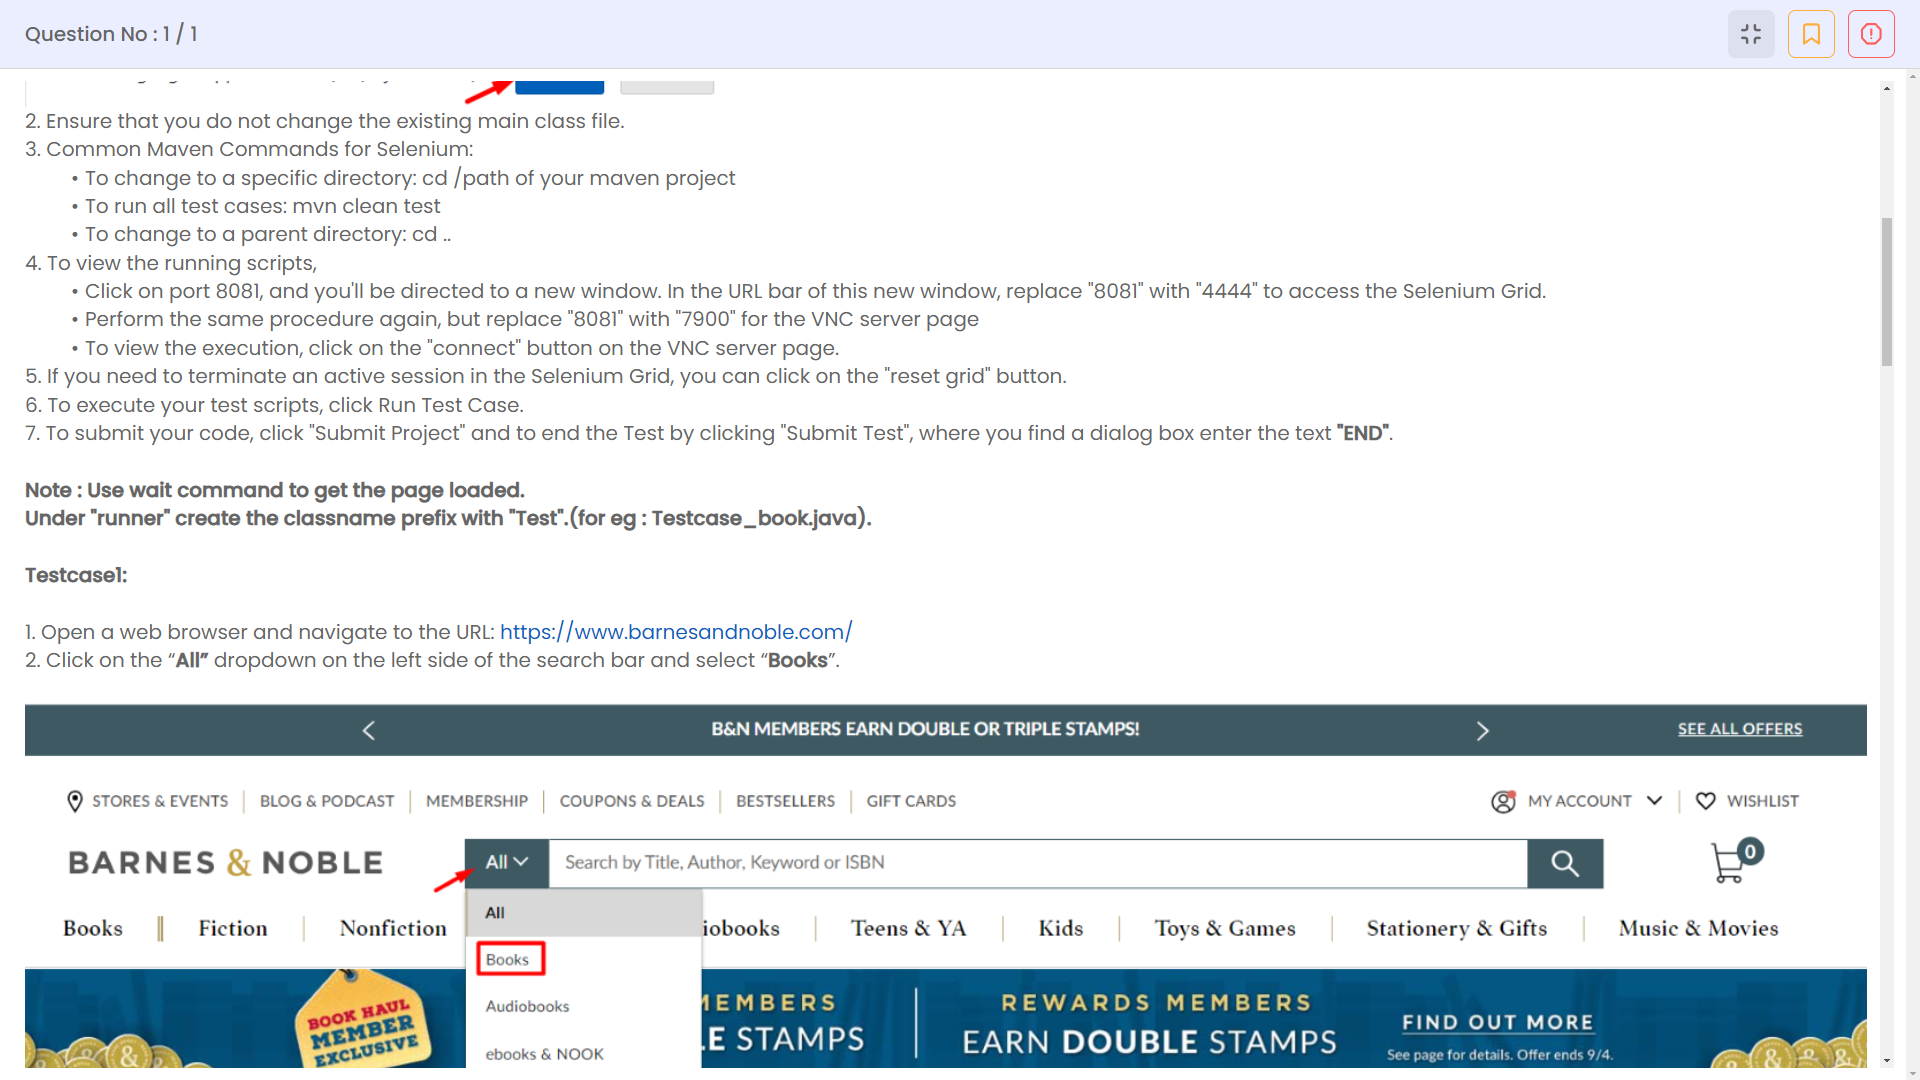 Question No : 1 / 1
2. Ensure that you do not change the existing main class file.
3. Common Maven Commands for Selenium:
• To change to a specific directory: cd /path of your maven project
• To run all test cases: mvn clean test
• To change to a parent directory: cd ..
4. To view the running scripts,
• Click on port 8081, and you'll be directed to a new window. In the URL bar of this new window, replace "8081" with "4444" to access the Selenium Grid.
• Perform the same procedure again, but replace "8081" with "7900" for the VNC server page
• To view the execution, click on the "connect" button on the VNC server page.
5. If you need to terminate an active session in the Selenium Grid, you can click on the "reset grid" button.
6. To execute your test scripts, click Run Test Case.
7. To submit your code, click "Submit Project" and to end the Test by clicking "Submit Test", where you find a dialog box enter the text "END".
Note : Use wait command to get the page loaded.
Under "runner" create the classname prefix with "Test".(for eg : Testcase_book.java).
Testcase1:
1. Open a web browser and navigate to the URL: https://www.barnesandnoble.com/
2. Click on the “All” dropdown on the left side of the search bar and select “Books”.
B&N MEMBERS EARN DOUBLE OR TRIPLE STAMPS!
SEE ALL OFFERS
STORES & EVENTS
BLOG & PODCAST
MEMBERSHIP
COUPONS & DEALS
BESTSELLERS
GIFT CARDS
MY ACCOUNT
WISHLIST
BARNES & NOBLE
All
Search by Title, Author, Keyword or ISBN
0
All
Books
Fiction
Nonfiction
iobooks
Teens & YA
Kids
Toys & Games
Stationery & Gifts
Music & Movies
Books
Audiobooks
ebooks & NOOK
BOOK HAUL
MEMBER
EXCLUSIVE
MEMBERS
LE STAMPS
REWARDS MEMBERS
EARN DOUBLE STAMPS
FIND OUT MORE
See page for details. Offer ends 9/4.